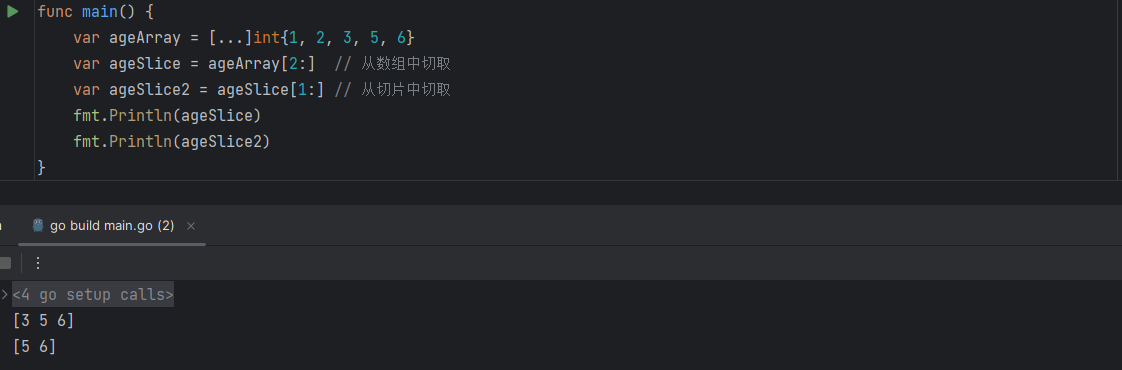 func main() {
    var ageArray = [...]int{1, 2, 3, 5, 6}
    var ageSlice = ageArray[2:]  // 从数组中切取
    var ageSlice2 = ageSlice[1:] // 从切片中切取
    fmt.Println(ageSlice)
    fmt.Println(ageSlice2)
}
go build main.go (2)
<4 go setup calls>
[3 5 6]
[5 6]